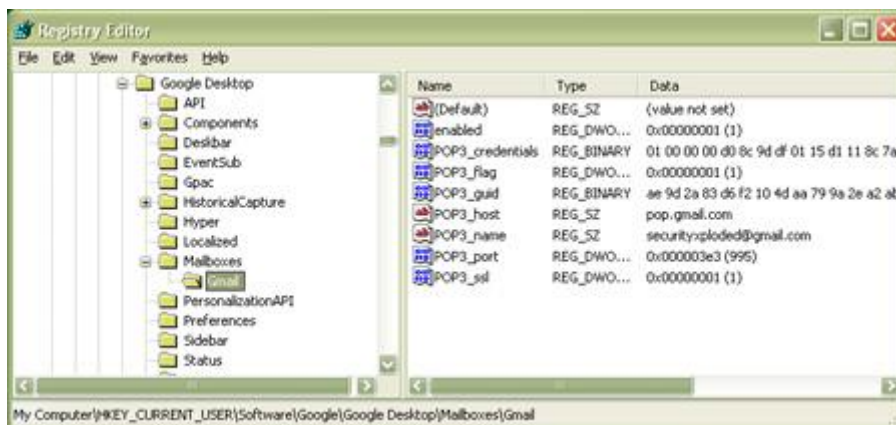 Registry Editor
File Edit View Favorites Help
Google Desktop
API
Components
Deskbar
EventSub
Gpac
HistoricalCapture
Hyper
Localized
Mailboxes
Gmail
PersonalizationAPI
Preferences
Sidebar
Status
Name Type Data
(Default) REG_SZ (value not set)
enabled REG_DWO... 0x00000001 (1)
POP3_credentials REG_BINARY 01 00 00 00 d0 8c 9d df 01 15 d1 11 8c 7a
POP3_flag REG_DWO... 0x00000001 (1)
POP3_guid REG_BINARY ae 9d 2a 83 d6 f2 10 4d aa 79 9a 2e a2 ab
POP3_host REG_SZ pop.gmail.com
POP3_name REG_SZ securityxploded@gmail.com
POP3_port REG_DWO... 0x000003e3 (995)
POP3_ssl REG_DWO... 0x00000001 (1)
My Computer\HKEY_CURRENT_USER\Software\Google\Google Desktop\Mailboxes\Gmail